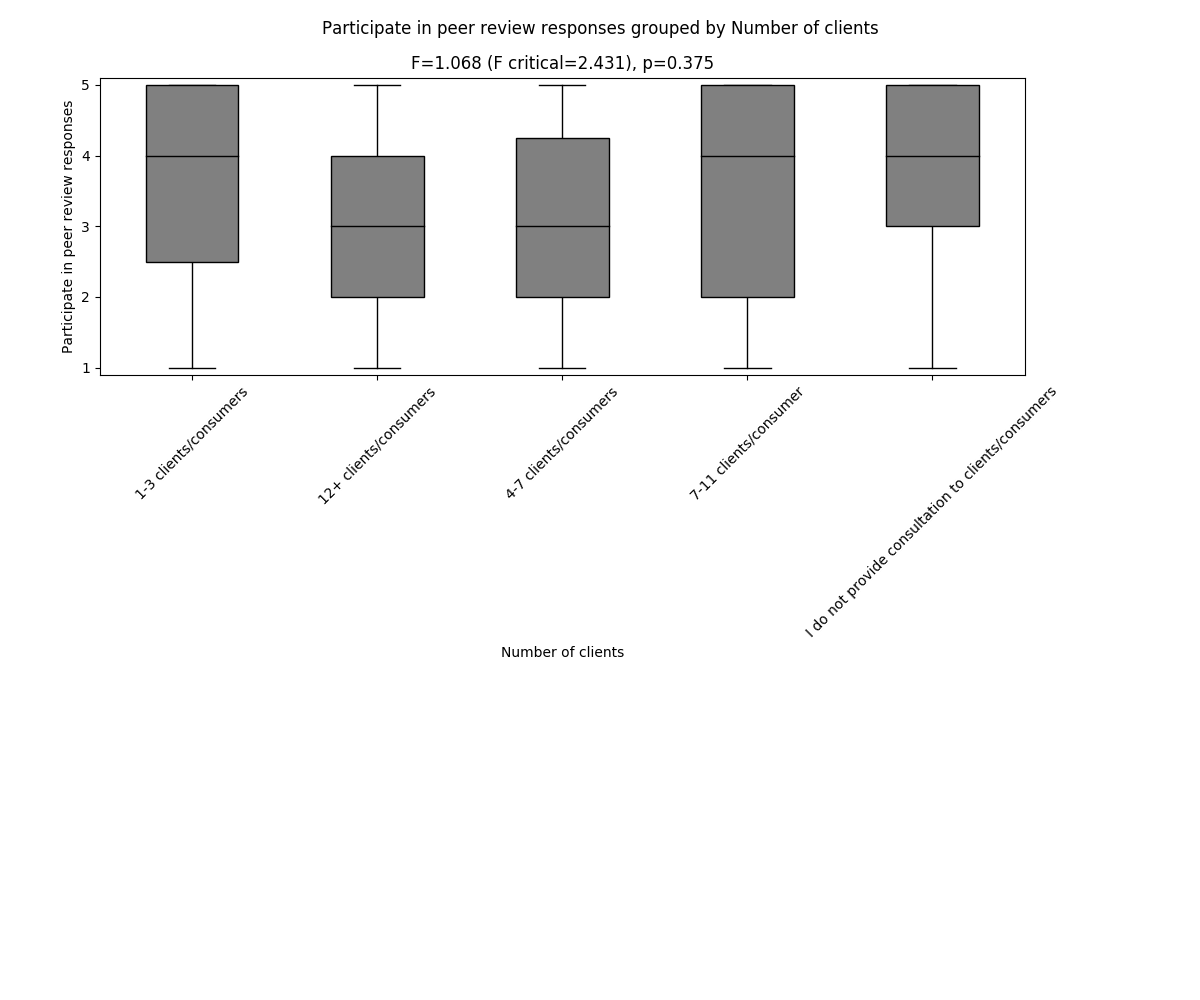 Participate in peer review responses grouped by Number of clients
F=1.068 (F critical=2.431), p=0.375
Participate in peer review responses
5
4
3
2
1
1-3 clients/consumers
12+ clients/consumers
4-7 clients/consumers
7-11 clients/consumer
I do not provide consultation to clients/consumers
Number of clients